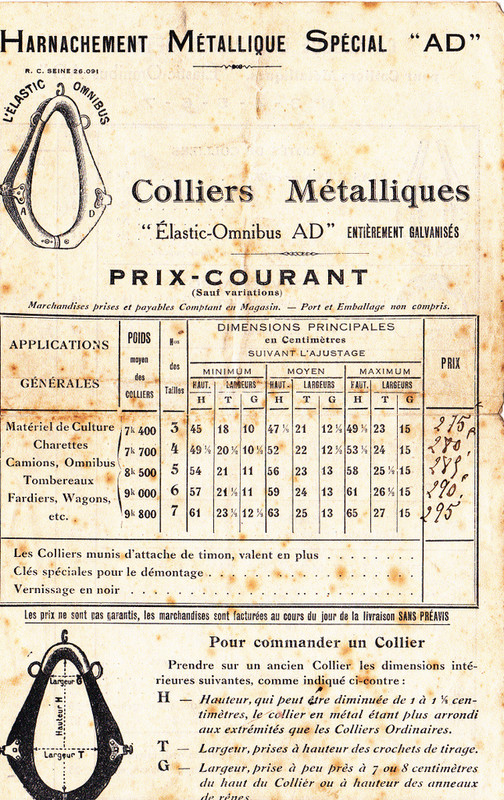 HARNACHEMENT MÉTALLIQUE SPÉCIAL "AD"
R. C. SEINE 26.091
L'ÉLASTIC OMNIBUS
G
A D
Colliers Métalliques
"Élastic-Omnibus AD" ENTIÈREMENT GALVANISÉS
PRIX-COURANT
(Sauf variations)
Marchandises prises et payables Comptant en Magasin. — Port et Emballage non compris.
APPLICATIONS GÉNÉRALES
POIDS moyen des COLLIERS
Nos des Tailles
DIMENSIONS PRINCIPALES
en Centimètres
SUIVANT L'AJUSTAGE
PRIX
MINIMUM MOYEN MAXIMUM
HAUT. LARGEURS HAUT. LARGEURS HAUT. LARGEURS
H T G H T G H T G
Matériel de Culture 7k 400 3 45 18 10 47 ½ 21 12 ½ 49 ½ 23 15 275
Charettes 7k 700 4 49 ½ 20 ½ 10 ½ 52 22 12 ½ 53 ½ 24 15 280
Camions, Omnibus 8k 500 5 54 21 11 56 23 13 58 25 ½ 15 285
Tombereaux 9k 000 6 57 21 ½ 11 59 24 13 61 26 ½ 15 290
Fardiers, Wagons, 9k 800 7 61 23 ½ 12 ½ 63 25 13 65 27 15 295
etc.
Les Colliers munis d'attache de timon, valent en plus . . . . . . .
Clés spéciales pour le démontage . . . . . . . . . . . . . .
Vernissage en noir . . . . . . . . . . . . . . . . . .
Les prix ne sont pas garantis, les marchandises sont facturées au cours du jour de la livraison SANS PRÉAVIS
G
Largeur G
Hauteur H
Largeur T
Pour commander un Collier
Prendre sur un ancien Collier les dimensions inté-
rieures suivantes, comme indiqué ci-contre :
H — Hauteur, qui peut être diminuée de 1 à 1 ½ cen-
timètres, le collier en métal étant plus arrondi
aux extrémités que les Colliers Ordinaires.
T — Largeur, prises à hauteur des crochets de tirage.
G — Largeur, prise à peu près à 7 ou 8 centimètres
du haut du Collier ou à hauteur des anneaux
de rênes.